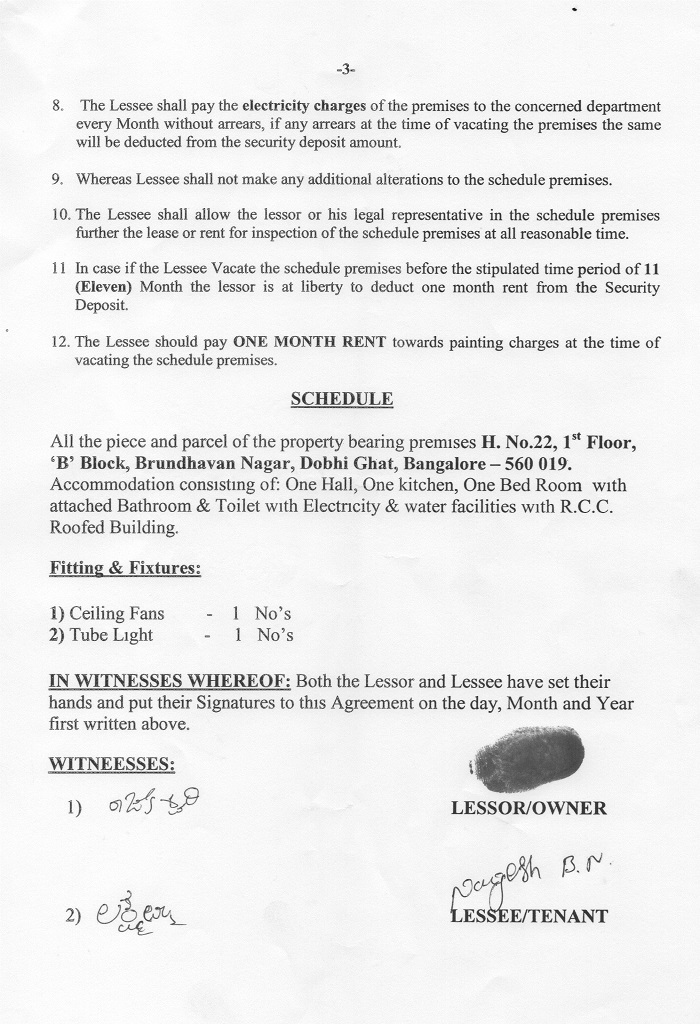 -3-
8. The Lessee shall pay the electricity charges of the premises to the concerned department
every Month without arrears, if any arrears at the time of vacating the premises the same
will be deducted from the security deposit amount.
9. Whereas Lessee shall not make any additional alterations to the schedule premises.
10. The Lessee shall allow the lessor or his legal representative in the schedule premises
further the lease or rent for inspection of the schedule premises at all reasonable time.
11 In case if the Lessee Vacate the schedule premises before the stipulated time period of 11
(Eleven) Month the lessor is at liberty to deduct one month rent from the Security
Deposit.
12. The Lessee should pay ONE MONTH RENT towards painting charges at the time of
vacating the schedule premises.
SCHEDULE
All the piece and parcel of the property bearing premises H. No.22, 1st Floor,
‘B’ Block, Brundhavan Nagar, Dobhi Ghat, Bangalore – 560 019.
Accommodation consisting of: One Hall, One kitchen, One Bed Room with
attached Bathroom & Toilet with Electricity & water facilities with R.C.C.
Roofed Building.
Fitting & Fixtures:
1) Ceiling Fans - 1 No’s
2) Tube Light - 1 No’s
IN WITNESSES WHEREOF: Both the Lessor and Lessee have set their
hands and put their Signatures to this Agreement on the day, Month and Year
first written above.
WITNEESSES:
1)
LESSOR/OWNER
Nagesh B.N.
2)
LESSEE/TENANT